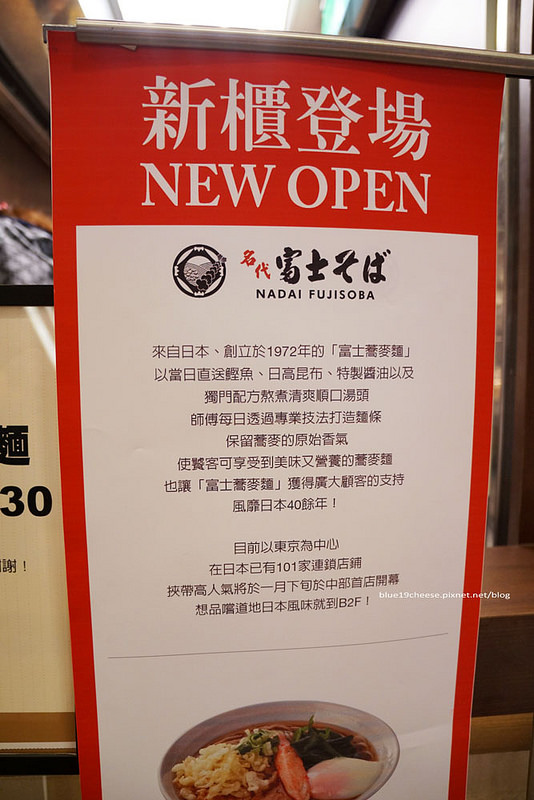 新櫃登場
NEW OPEN
名代 富士そば
NADAI FUJISOBA
來自日本、創立於1972年的「富士蕎麥麵」
以當日直送鰹魚、日高昆布、特製醬油以及
獨門配方熬煮清爽順口湯頭
師傅每日透過專業技法打造麵條
保留蕎麥的原始香氣
使饕客可享受到美味又營養的蕎麥麵
也讓「富士蕎麥麵」獲得廣大顧客的支持
風靡日本40餘年！
目前以東京為中心
在日本已有101家連鎖店鋪
挾帶高人氣將於一月下旬於中部首店開幕
想品嚐道地日本風味就到B2F！
blue19cheese.pixnet.net/blog
麵
30
謝！